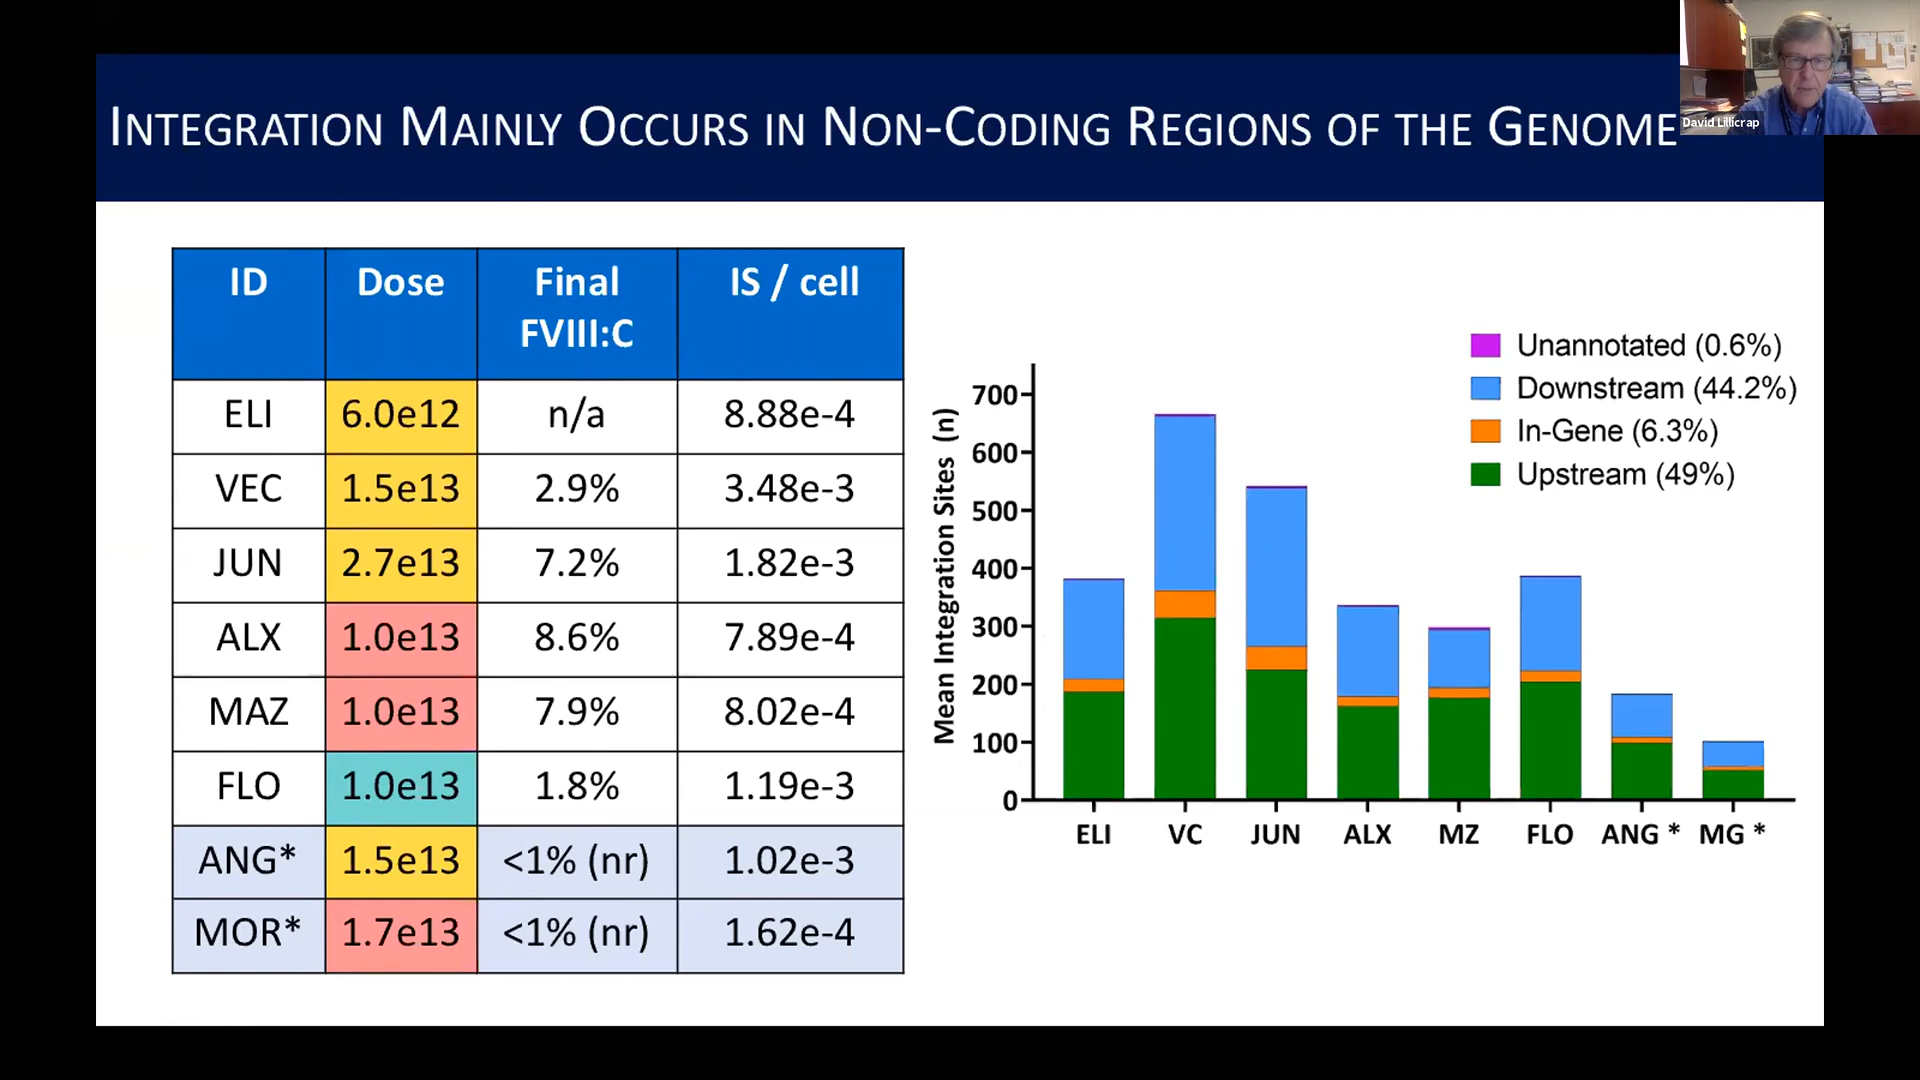 INTEGRATION MAINLY OCCURS IN NON-CODING REGIONS OF THE GENOME
David Lillicrap
ID Dose Final FVIII:C IS / cell
ELI 6.0e12 n/a 8.88e-4
VEC 1.5e13 2.9% 3.48e-3
JUN 2.7e13 7.2% 1.82e-3
ALX 1.0e13 8.6% 7.89e-4
MAZ 1.0e13 7.9% 8.02e-4
FLO 1.0e13 1.8% 1.19e-3
ANG* 1.5e13 <1% (nr) 1.02e-3
MOR* 1.7e13 <1% (nr) 1.62e-4
Unannotated (0.6%)
Downstream (44.2%)
In-Gene (6.3%)
Upstream (49%)
Mean Integration Sites (n)
700
600
500
400
300
200
100
0
ELI VC JUN ALX MZ FLO ANG * MG *